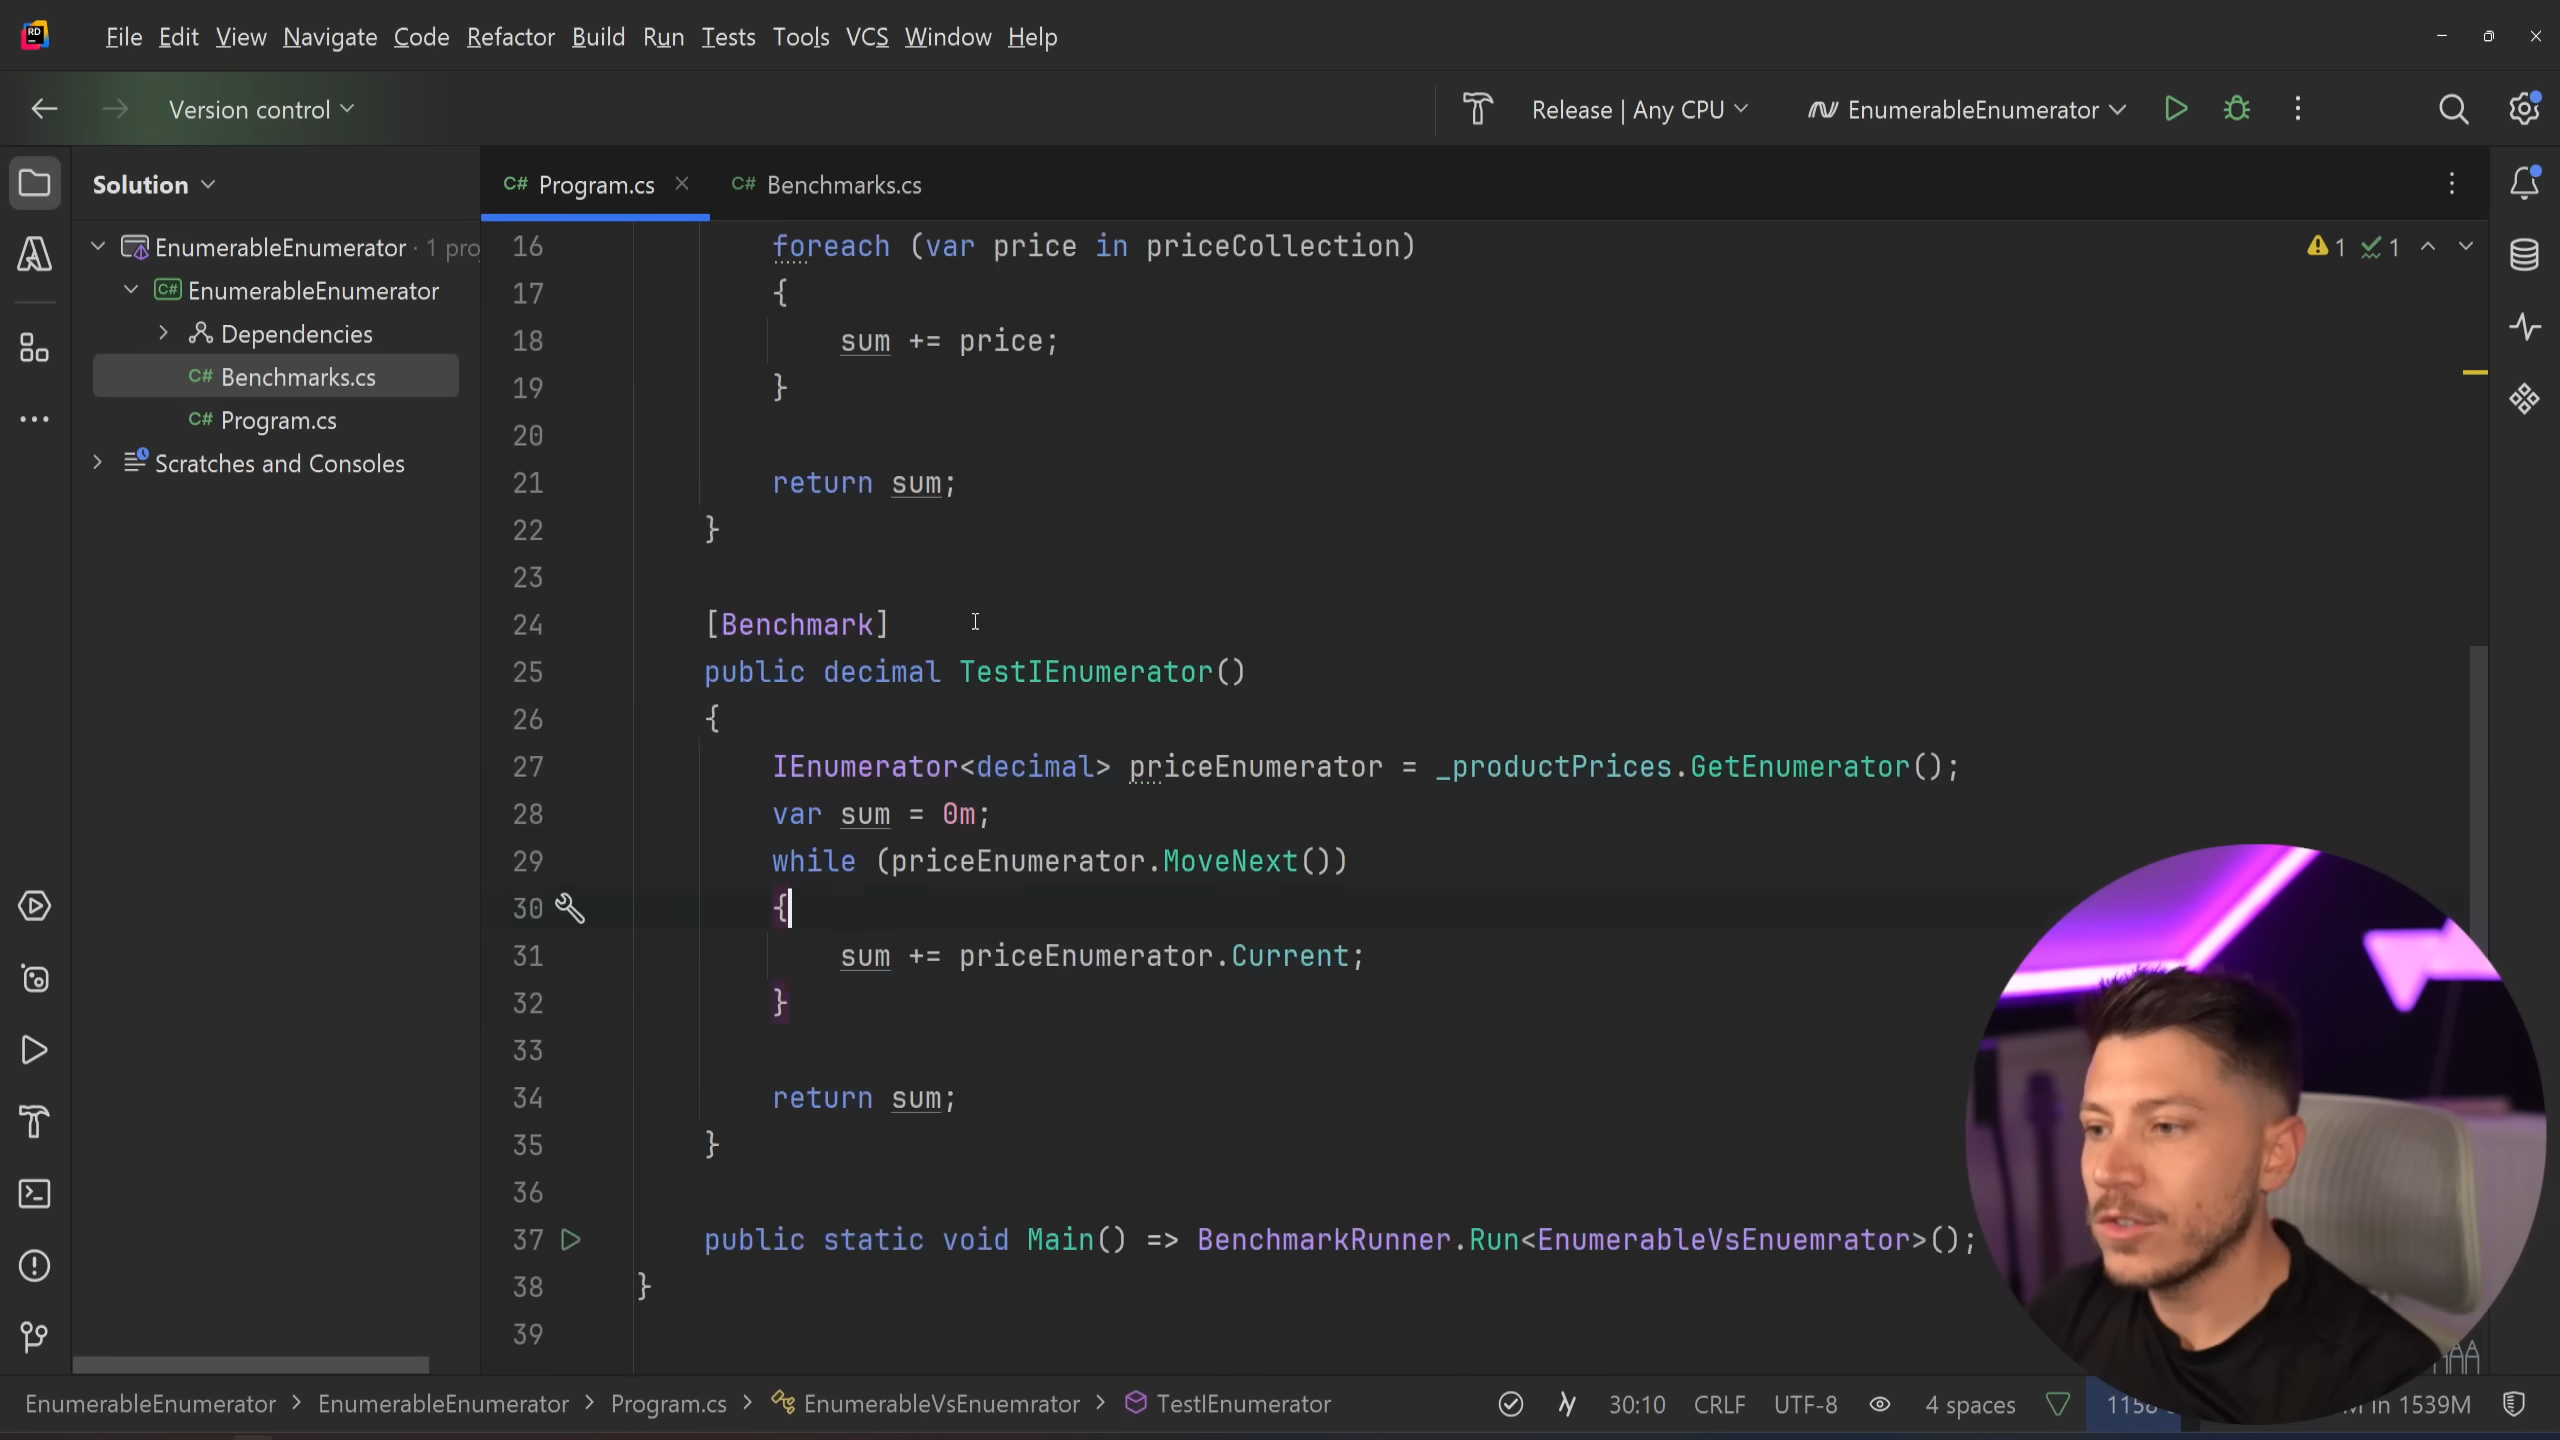 RD
File Edit View Navigate Code Refactor Build Run Tests Tools VCS Window Help
Version control
Release | Any CPU
EnumerableEnumerator
Solution
C# Program.cs
C# Benchmarks.cs
EnumerableEnumerator · 1 pro
C# EnumerableEnumerator
Dependencies
C# Benchmarks.cs
C# Program.cs
Scratches and Consoles
1 1
16 foreach (var price in priceCollection)
17 {
18 sum += price;
19 }
20
21 return sum;
22 }
23
24 [Benchmark]
25 public decimal TestIEnumerator()
26 {
27 IEnumerator<decimal> priceEnumerator = _productPrices.GetEnumerator();
28 var sum = 0m;
29 while (priceEnumerator.MoveNext())
30 {
31 sum += priceEnumerator.Current;
32 }
33
34 return sum;
35 }
36
37 public static void Main() => BenchmarkRunner.Run<EnumerableVsEnuemrator>();
38 }
39
EnumerableEnumerator > EnumerableEnumerator > Program.cs > EnumerableVsEnuemrator > TestIEnumerator
30:10 CRLF UTF-8 4 spaces in 1539M